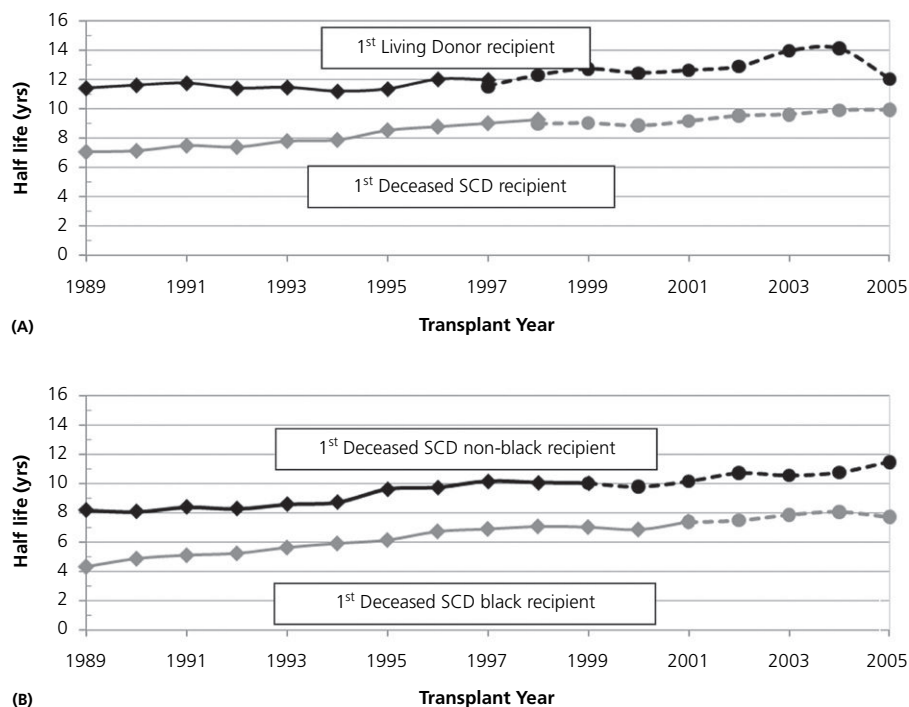 16
14
12
10
8
6
4
2
0
Half life (yrs)
1st Living Donor recipient
1st Deceased SCD recipient
1989 1991 1993 1995 1997 1999 2001 2003 2005
(A)
Transplant Year
16
14
12
10
8
6
4
2
0
Half life (yrs)
1st Deceased SCD non-black recipient
1st Deceased SCD black recipient
1989 1991 1993 1995 1997 1999 2001 2003 2005
(B)
Transplant Year